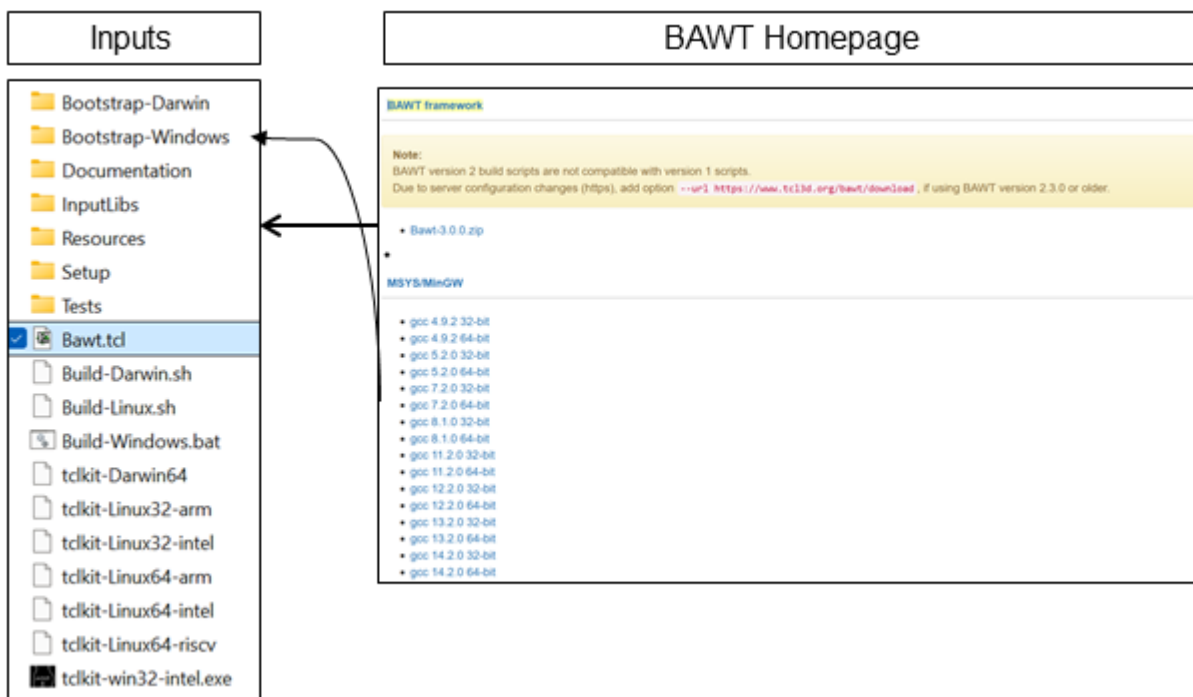 Inputs
BAWT Homepage
Bootstrap-Darwin
Bootstrap-Windows
Documentation
InputLibs
Resources
Setup
Tests
Bawt.tcl
Build-Darwin.sh
Build-Linux.sh
Build-Windows.bat
tclkit-Darwin64
tclkit-Linux32-arm
tclkit-Linux32-intel
tclkit-Linux64-arm
tclkit-Linux64-intel
tclkit-Linux64-riscv
tclkit-win32-intel.exe
BAWT framework
Note:
BAWT version 2 build scripts are not compatible with version 1 scripts.
Due to server configuration changes (https), add option --url https://www.tcl3d.org/bawt/download , if using BAWT version 2.3.0 or older.
Bawt-3.0.0.zip
MSYS/MinGW
gcc 4.9.2 32-bit
gcc 4.9.2 64-bit
gcc 5.2.0 32-bit
gcc 5.2.0 64-bit
gcc 7.2.0 32-bit
gcc 7.2.0 64-bit
gcc 8.1.0 32-bit
gcc 8.1.0 64-bit
gcc 11.2.0 32-bit
gcc 11.2.0 64-bit
gcc 12.2.0 32-bit
gcc 12.2.0 64-bit
gcc 13.2.0 32-bit
gcc 13.2.0 64-bit
gcc 14.2.0 32-bit
gcc 14.2.0 64-bit